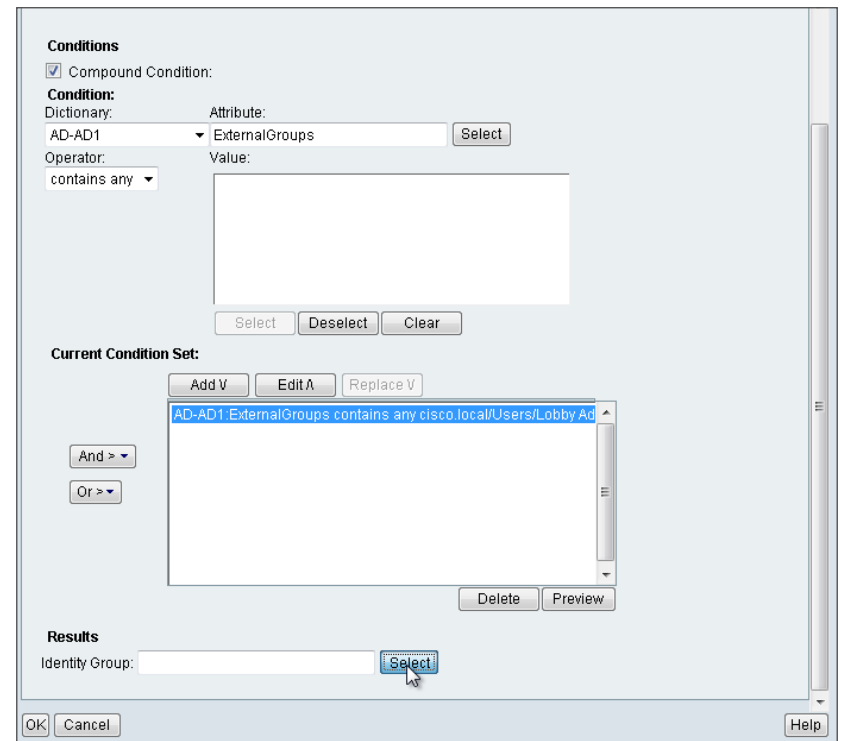 Conditions
Compound Condition:
Condition:
Dictionary: Attribute:
AD-AD1 ExternalGroups Select
Operator: Value:
contains any
Select Deselect Clear
Current Condition Set:
Add V Edit Λ Replace V
AD-AD1:ExternalGroups contains any cisco.local/Users/Lobby Ad
And >
Or >
Delete Preview
Results
Identity Group: Select
OK Cancel Help